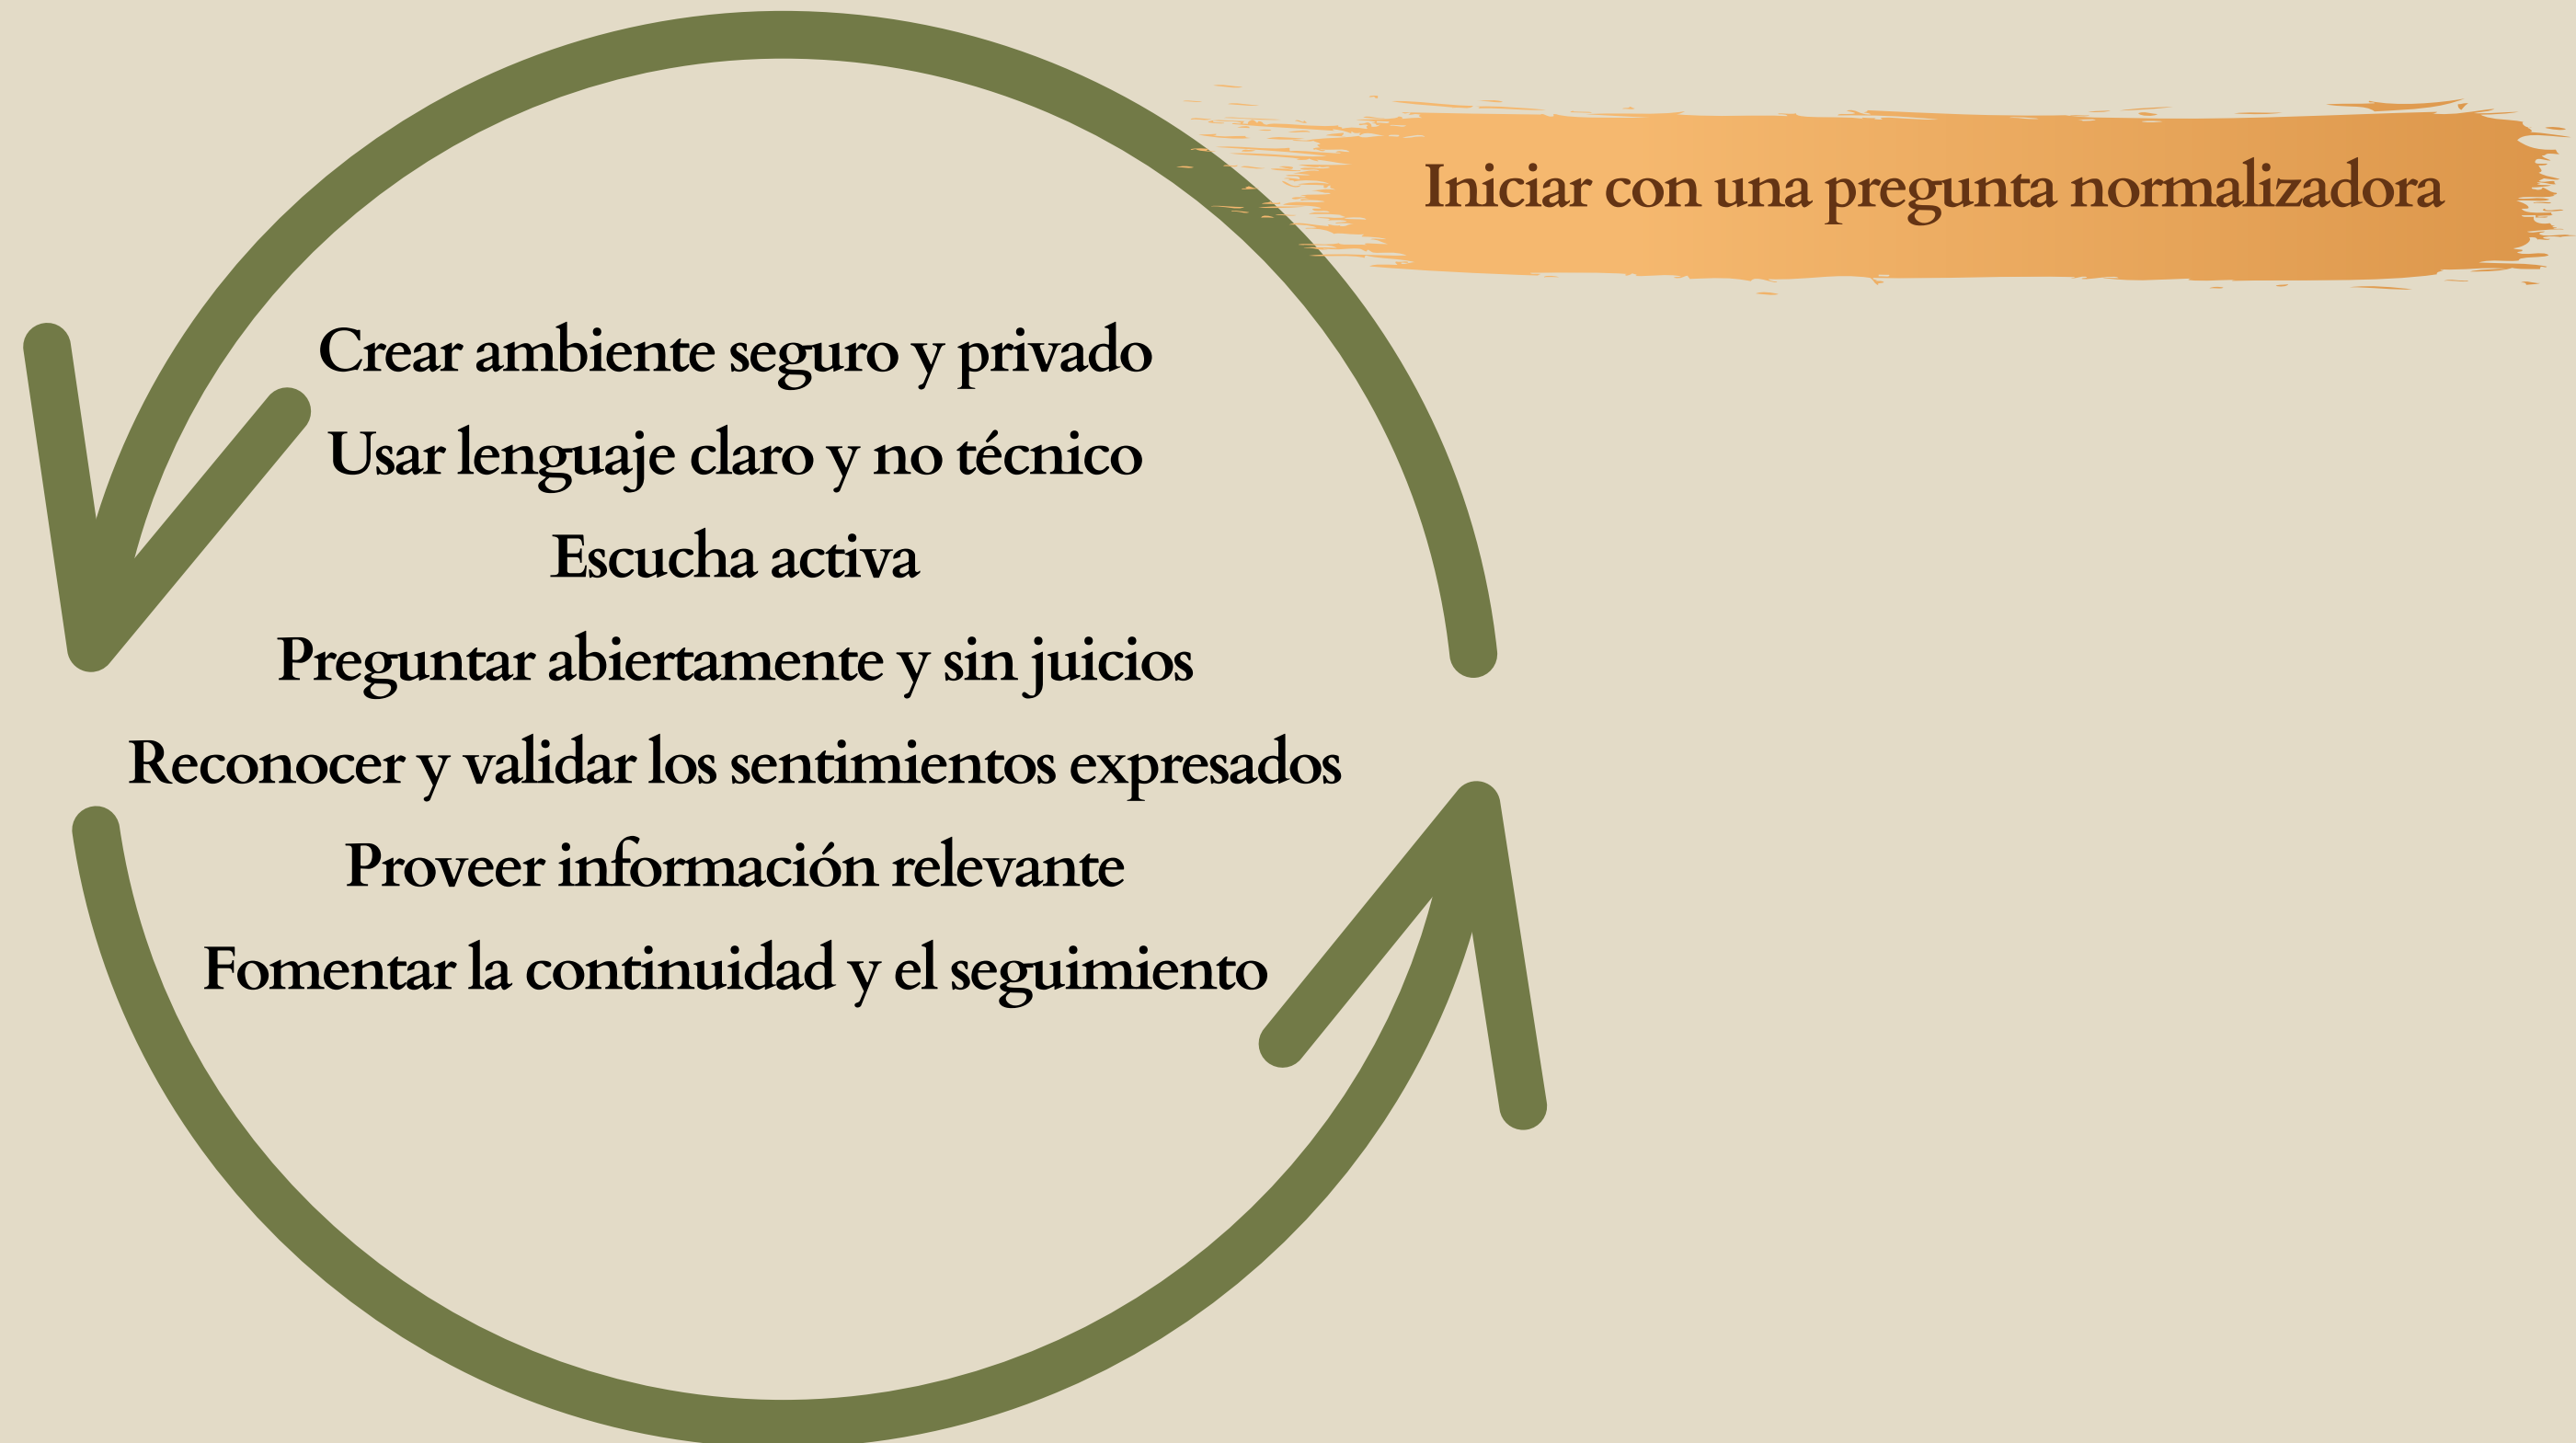 Iniciar con una pregunta normalizadora
Crear ambiente seguro y privado
Usar lenguaje claro y no técnico
Escucha activa
Preguntar abiertamente y sin juicios
Reconocer y validar los sentimientos expresados
Proveer información relevante
Fomentar la continuidad y el seguimiento